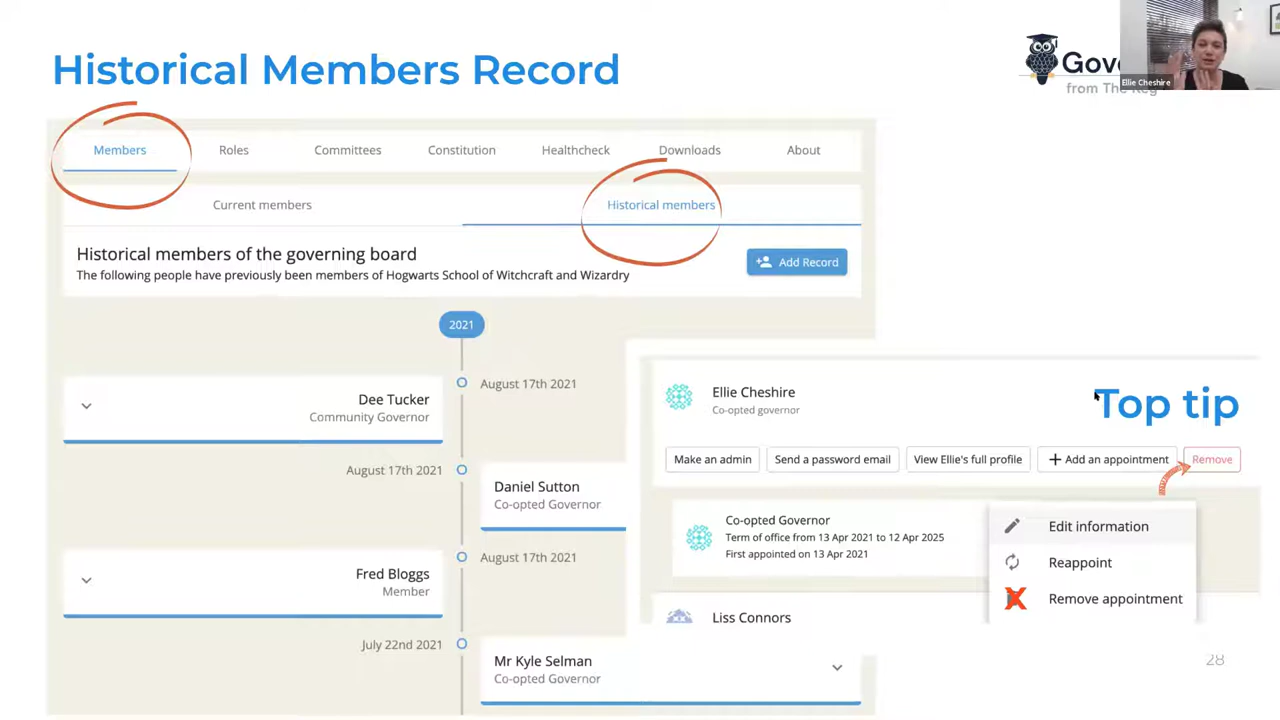 Historical Members Record
Gove
from The Key
Ellie Cheshire
Members Roles Committees Constitution Healthcheck Downloads About
Current members Historical members
Historical members of the governing board
The following people have previously been members of Hogwarts School of Witchcraft and Wizardry
Add Record
2021
August 17th 2021
Dee Tucker
Community Governor
August 17th 2021
Daniel Sutton
Co-opted Governor
August 17th 2021
Fred Bloggs
Member
July 22nd 2021
Mr Kyle Selman
Co-opted Governor
Ellie Cheshire
Co-opted governor
Top tip
Make an admin Send a password email View Ellie's full profile + Add an appointment Remove
Co-opted Governor
Term of office from 13 Apr 2021 to 12 Apr 2025
First appointed on 13 Apr 2021
Edit information
Reappoint
Remove appointment
Liss Connors
28